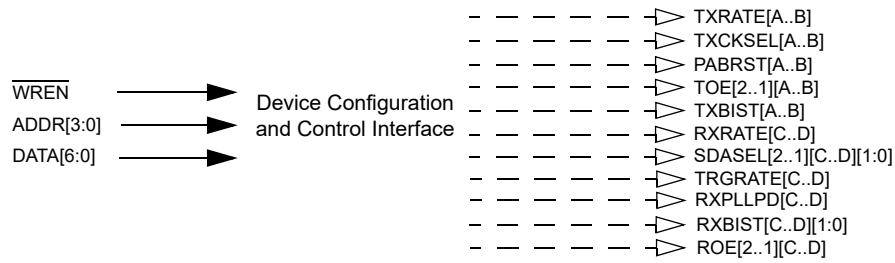 WREN
ADDR[3:0]
DATA[6:0]
Device Configuration
and Control Interface
TXRATE[A..B]
TXCKSEL[A..B]
PABRST[A..B]
TOE[2..1][A..B]
TXBIST[A..B]
RXRATE[C..D]
SDASEL[2..1][C..D][1:0]
TRGRATE[C..D]
RXPLLPD[C..D]
RXBIST[C..D][1:0]
ROE[2..1][C..D]